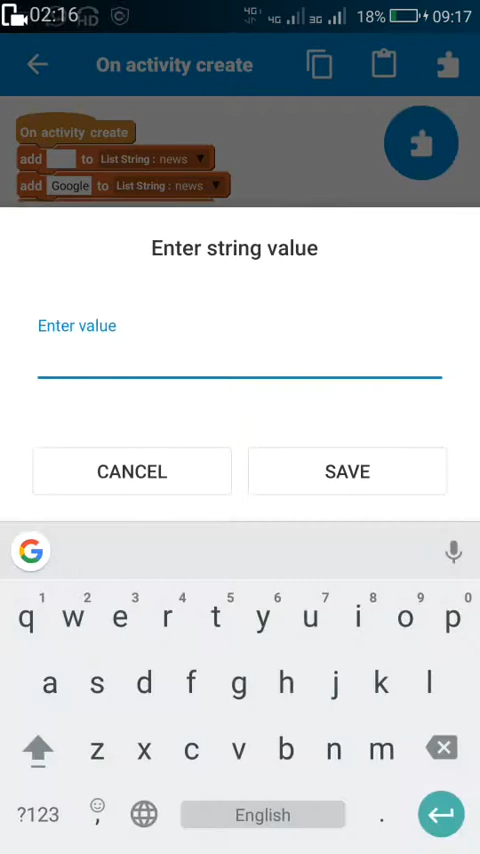 02:16 HD 4G 4G 3G 18% 09:17
On activity create
On activity create
add to List String : news
add Google to List String : news
Enter string value
Enter value
CANCEL SAVE
G
1 2 3 4 5 6 7 8 9 0
q w e r t y u i o p
a s d f g h j k l
z x c v b n m
?123 , English .